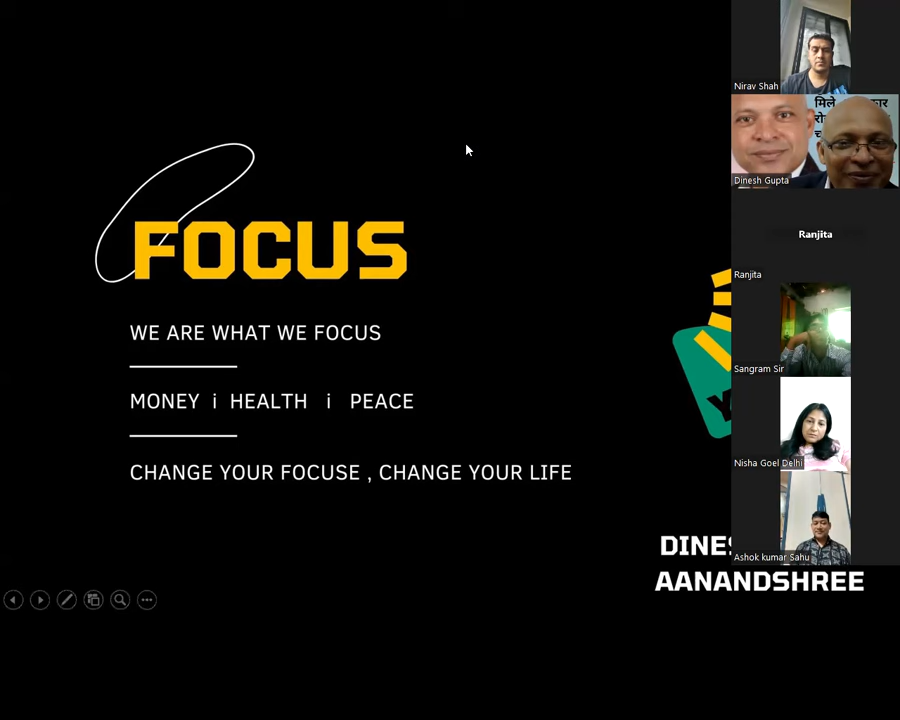 FOCUS
WE ARE WHAT WE FOCUS
MONEY i HEALTH i PEACE
CHANGE YOUR FOCUSE , CHANGE YOUR LIFE
AANANDSHREE
Nirav Shah
मिले
Dinesh Gupta
Ranjita
Ranjita
Sangram Sir
Nisha Goel Delhi
Ashok kumar Sahu